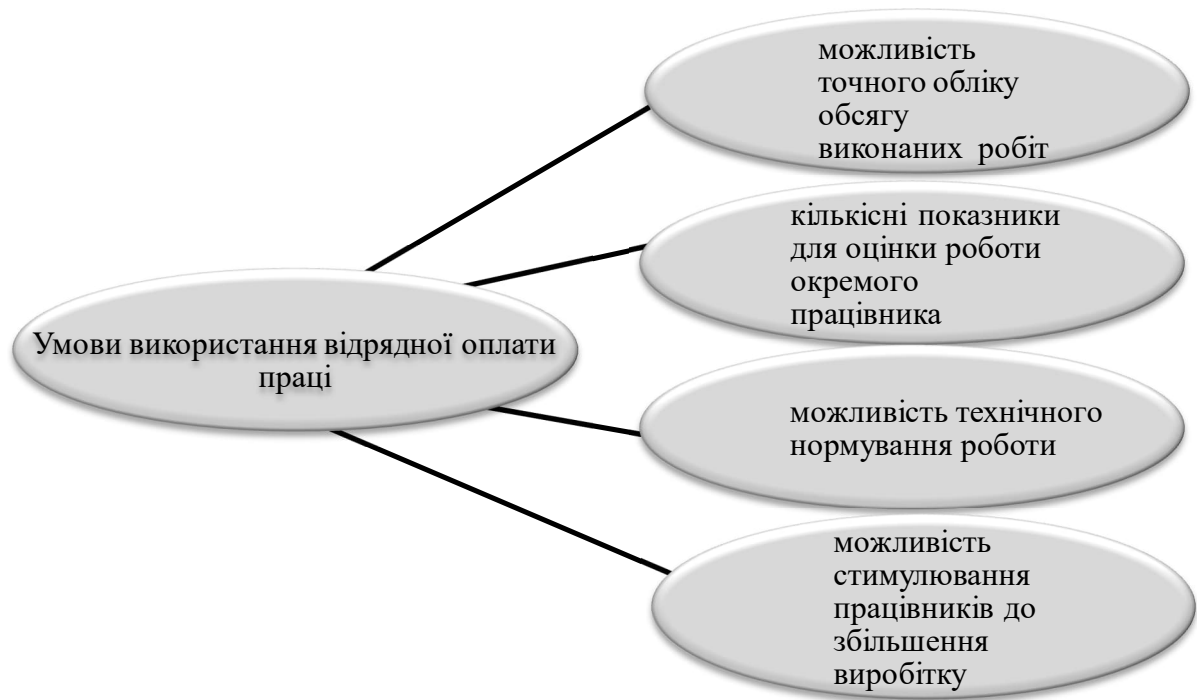 можливість
точного обліку
обсягу
виконаних робіт
кількісні показники
для оцінки роботи
окремого
працівника
Умови використання відрядної оплати
праці
можливість технічного
нормування роботи
можливість
стимулювання
працівників до
збільшення
виробітку